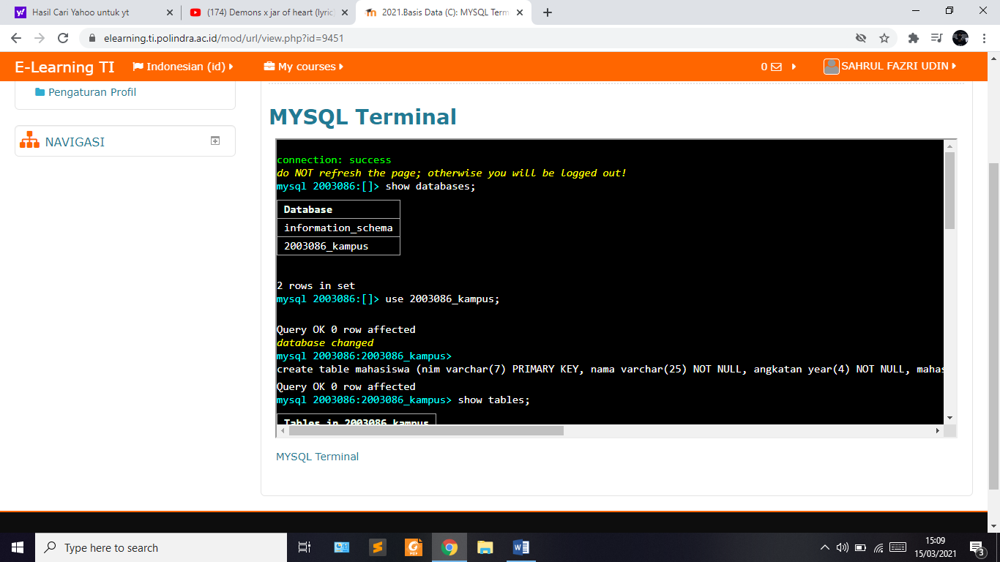 Hasil Cari Yahoo untuk yt
(174) Demons x jar of heart (lyric
2021.Basis Data (C): MYSQL Term
elearning.ti.polindra.ac.id/mod/url/view.php?id=9451
E-Learning TI
Indonesian (id)
My courses
0
SAHRUL FAZRI UDIN
Pengaturan Profil
NAVIGASI
MYSQL Terminal
connection: success
do NOT refresh the page; otherwise you will be logged out!
mysql 2003086:[]> show databases;
Database
information_schema
2003086_kampus
2 rows in set
mysql 2003086:[]> use 2003086_kampus;
Query OK 0 row affected
database changed
mysql 2003086:2003086_kampus>
create table mahasiswa (nim varchar(7) PRIMARY KEY, nama varchar(25) NOT NULL, angkatan year(4) NOT NULL, mahas
Query OK 0 row affected
mysql 2003086:2003086_kampus> show tables;
Tables in 2003086_kampus
MYSQL Terminal
Type here to search
15:09
15/03/2021
3